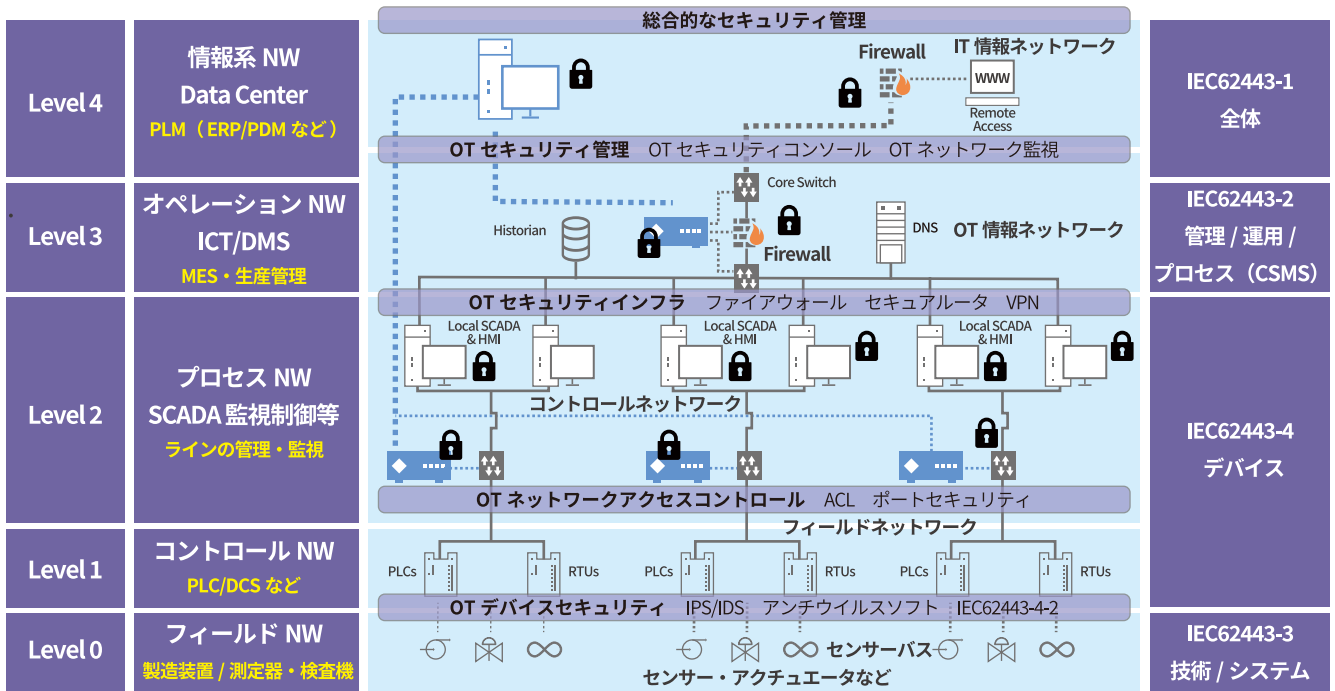 総合的なセキュリティ管理
Level 4
情報系 NW
Data Center
PLM（ERP/PDM など）
Firewall
IT 情報ネットワーク
WWW
Remote
Access
IEC62443-1
全体
OT セキュリティ管理 OT セキュリティコンソール OT ネットワーク監視
Level 3
オペレーション NW
ICT/DMS
MES・生産管理
Core Switch
Historian
Firewall
DNS
OT 情報ネットワーク
IEC62443-2
管理 / 運用 /
プロセス（CSMS）
OT セキュリティインフラ ファイアウォール セキュアルータ VPN
Level 2
プロセス NW
SCADA 監視制御等
ラインの管理・監視
Local SCADA
& HMI
Local SCADA
& HMI
Local SCADA
& HMI
コントロールネットワーク
IEC62443-4
デバイス
OT ネットワークアクセスコントロール ACL ポートセキュリティ
フィールドネットワーク
Level 1
コントロール NW
PLC/DCS など
PLCs
RTUs
PLCs
RTUs
PLCs
RTUs
OT デバイスセキュリティ IPS/IDS アンチウイルスソフト IEC62443-4-2
Level 0
フィールド NW
製造装置 / 測定器・検査機
センサーバス
センサー・アクチュエータなど
IEC62443-3
技術 / システム